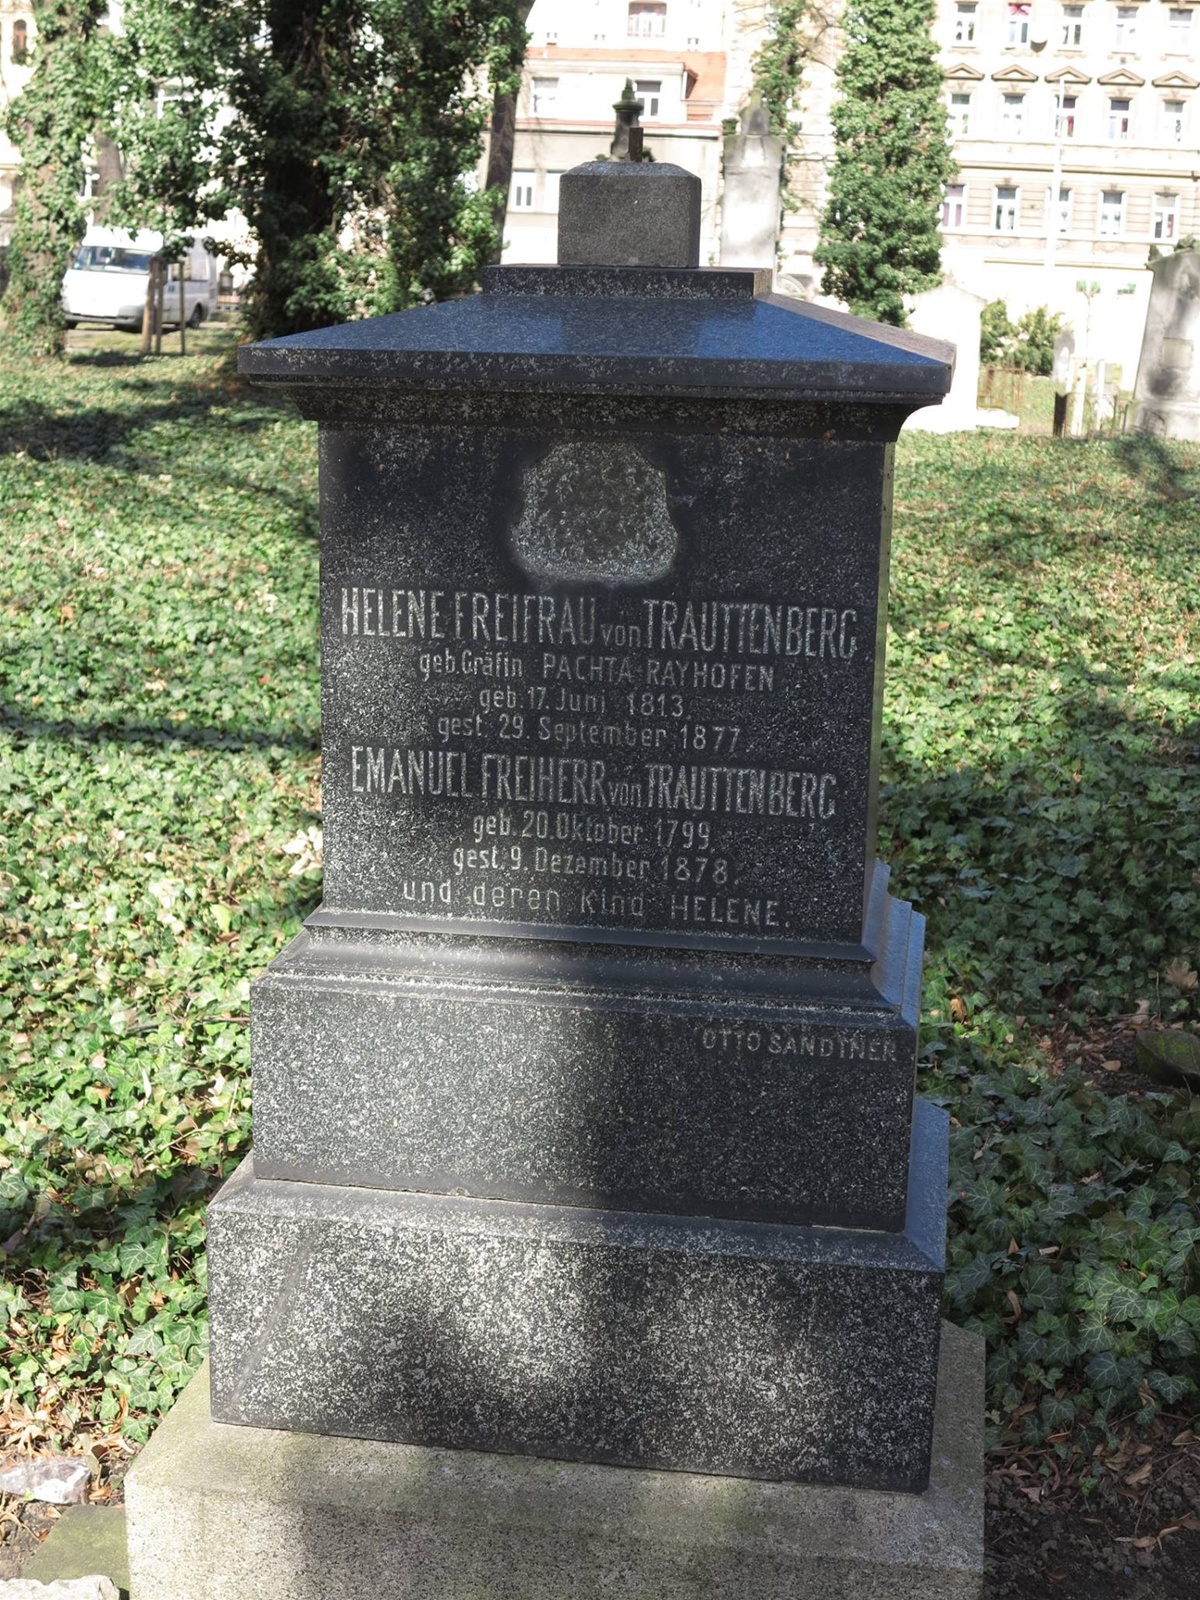 HELENE FREIFRAU von TRAUTTENBERG
geb. Gräfin PACHTA-RAYHOFEN
geb. 17. Juni 1813,
gest. 29. September 1877,
EMANUEL FREIHERR von TRAUTTENBERG
geb. 20. Oktober 1799,
gest. 9. Dezember 1878,
und deren Kind HELENE.
OTTO SANDTNER